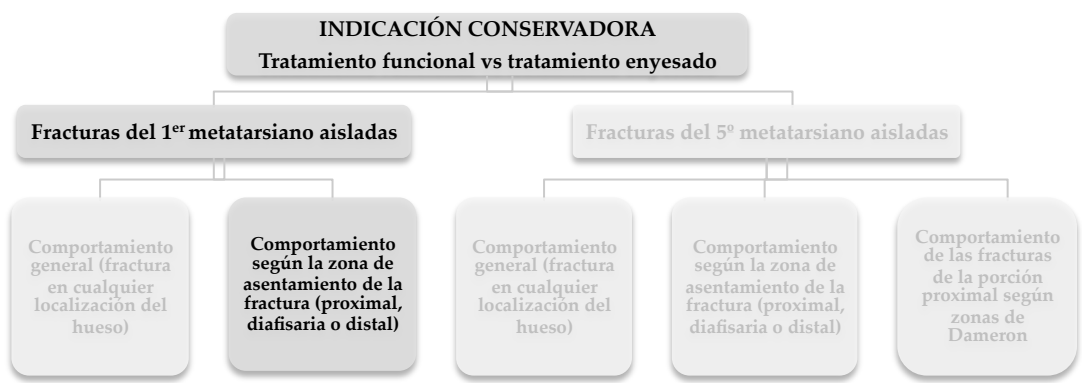 INDICACIÓN CONSERVADORA
Tratamiento funcional vs tratamiento enyesado
Fracturas del 1er metatarsiano aisladas
Fracturas del 5º metatarsiano aisladas
Comportamiento
general (fractura
en cualquier
localización del
hueso)
Comportamiento
según la zona de
asentamiento de la
fractura (proximal,
diafisaria o distal)
Comportamiento
general (fractura
en cualquier
localización del
hueso)
Comportamiento
según la zona de
asentamiento de la
fractura (proximal,
diafisaria o distal)
Comportamiento
de las fracturas
de la porción
proximal según
zonas de
Dameron